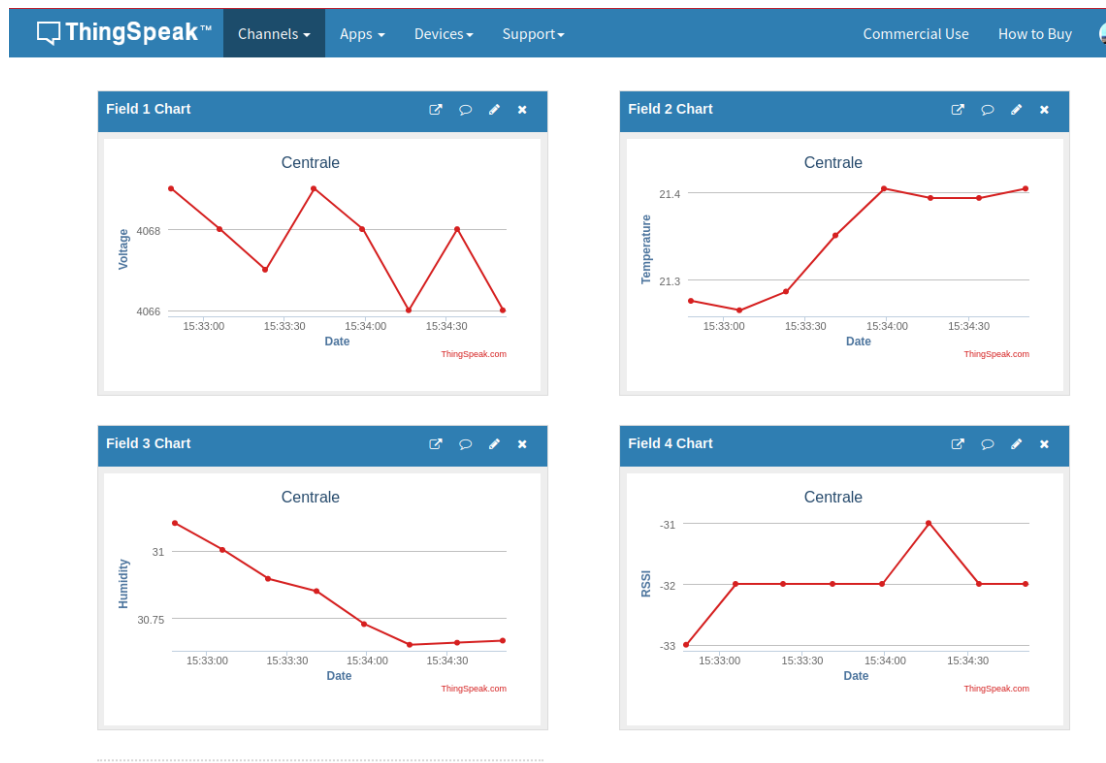 ThingSpeak™ Channels Apps Devices Support Commercial Use How to Buy
Field 1 Chart
Centrale
Voltage
4068
4066
15:33:00 15:33:30 15:34:00 15:34:30
Date
ThingSpeak.com
Field 2 Chart
Centrale
Temperature
21.4
21.3
15:33:00 15:33:30 15:34:00 15:34:30
Date
ThingSpeak.com
Field 3 Chart
Centrale
Humidity
31
30.75
15:33:00 15:33:30 15:34:00 15:34:30
Date
ThingSpeak.com
Field 4 Chart
Centrale
RSSI
-31
-32
-33
15:33:00 15:33:30 15:34:00 15:34:30
Date
ThingSpeak.com